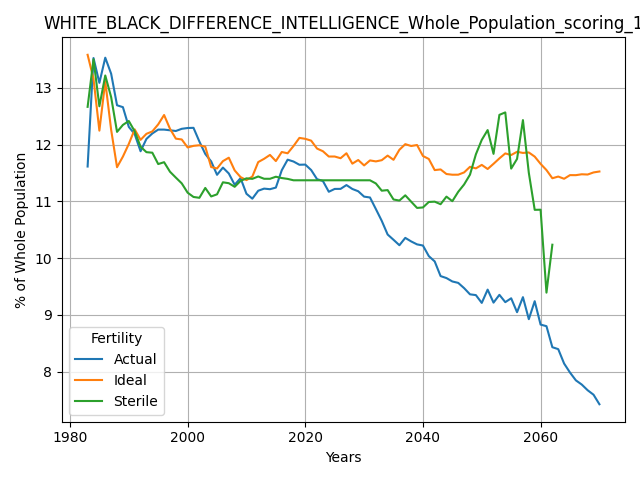 WHITE_BLACK_DIFFERENCE_INTELLIGENCE_Whole_Population_scoring_1
13
12
11
10
9
8
% of Whole Population
Fertility
Actual
Ideal
Sterile
1980
2000
2020
2040
2060
Years